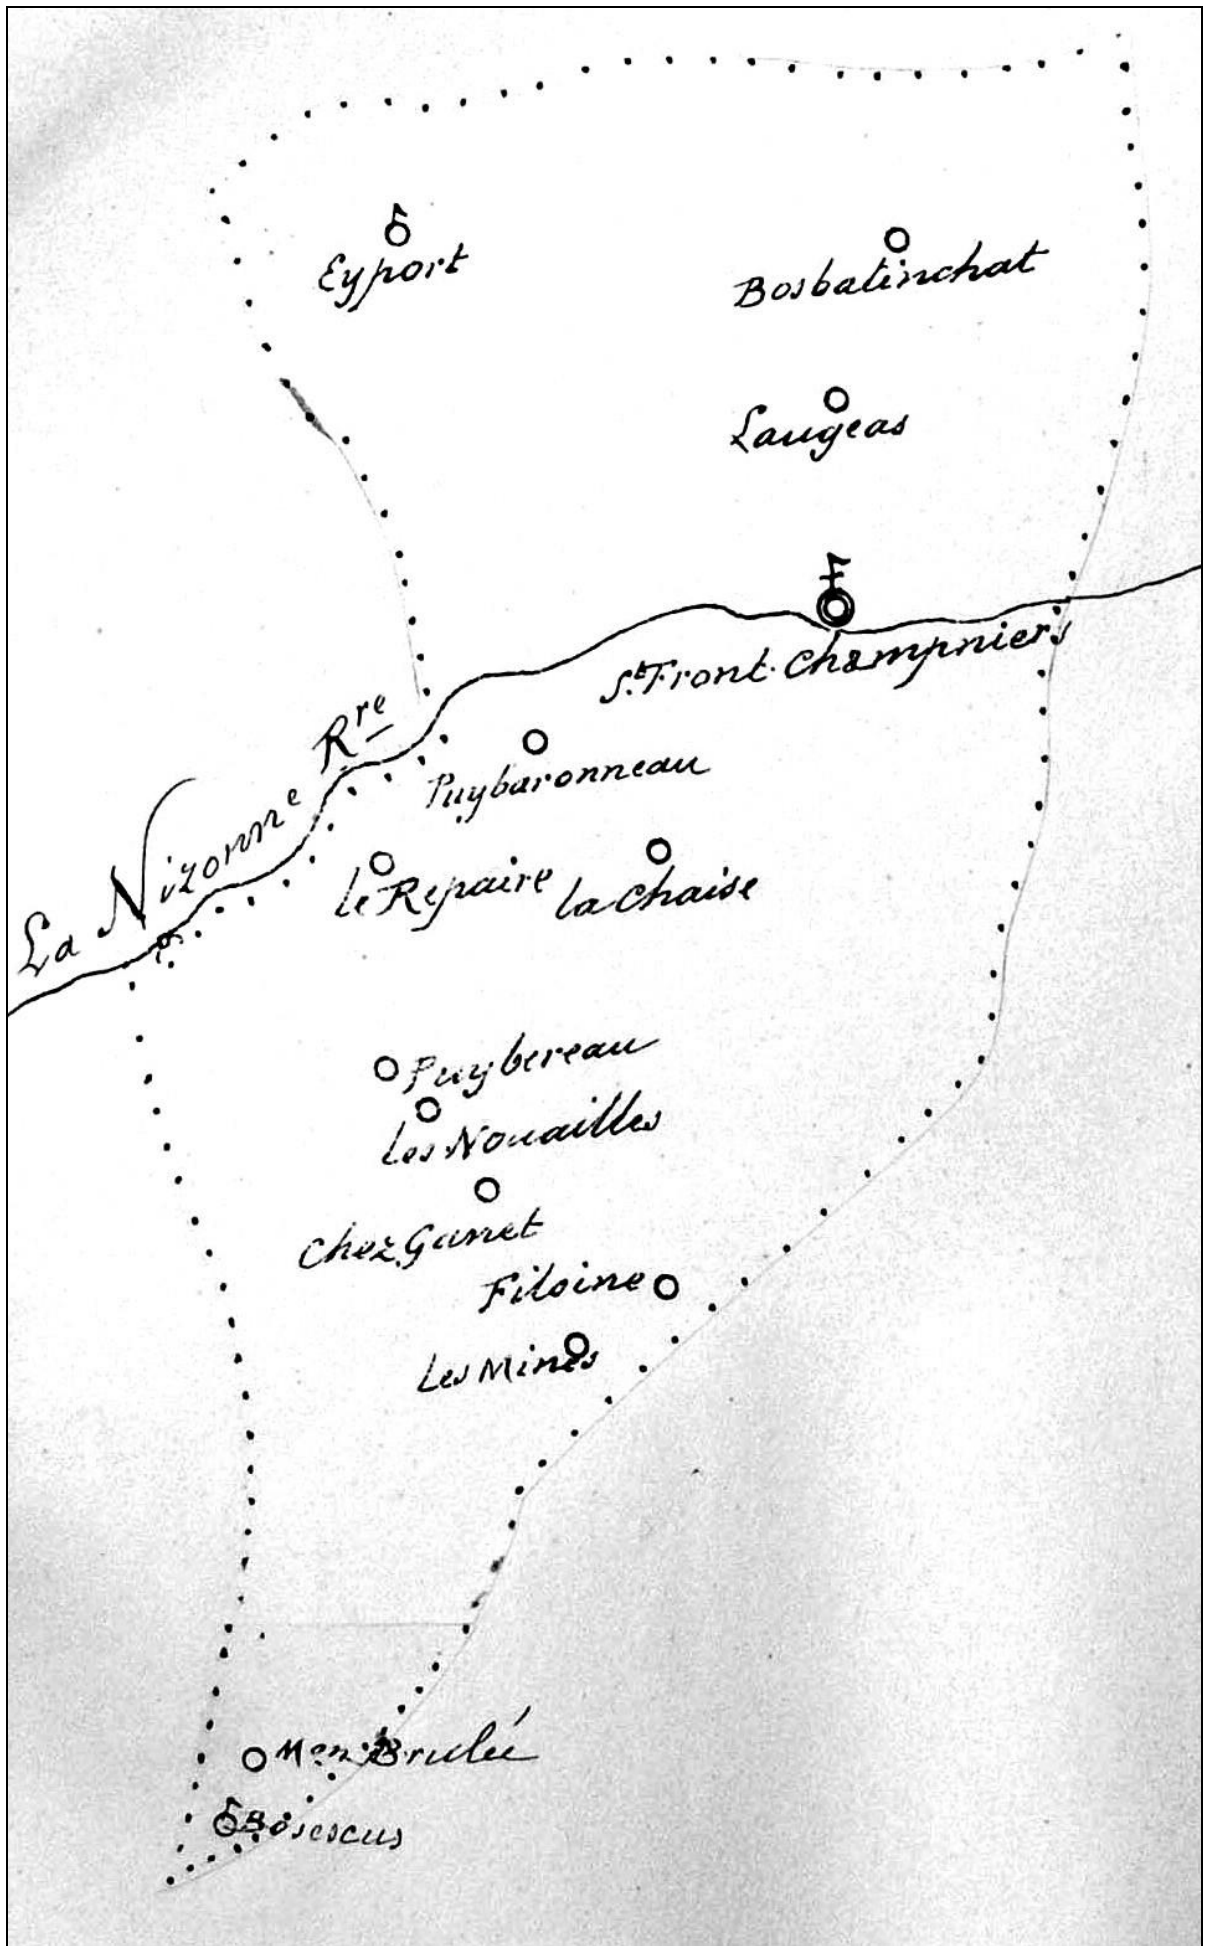 Eyport
Bosbatinchat
Laugeas
St. Front. Champniers
La Nizonne Rre
Puybaronneau
le Repaire
la Chaise
Puybereau
Les Nouailles
Chez Ganet
Filoine
Les Mines
Mon Brulée
Bosescus